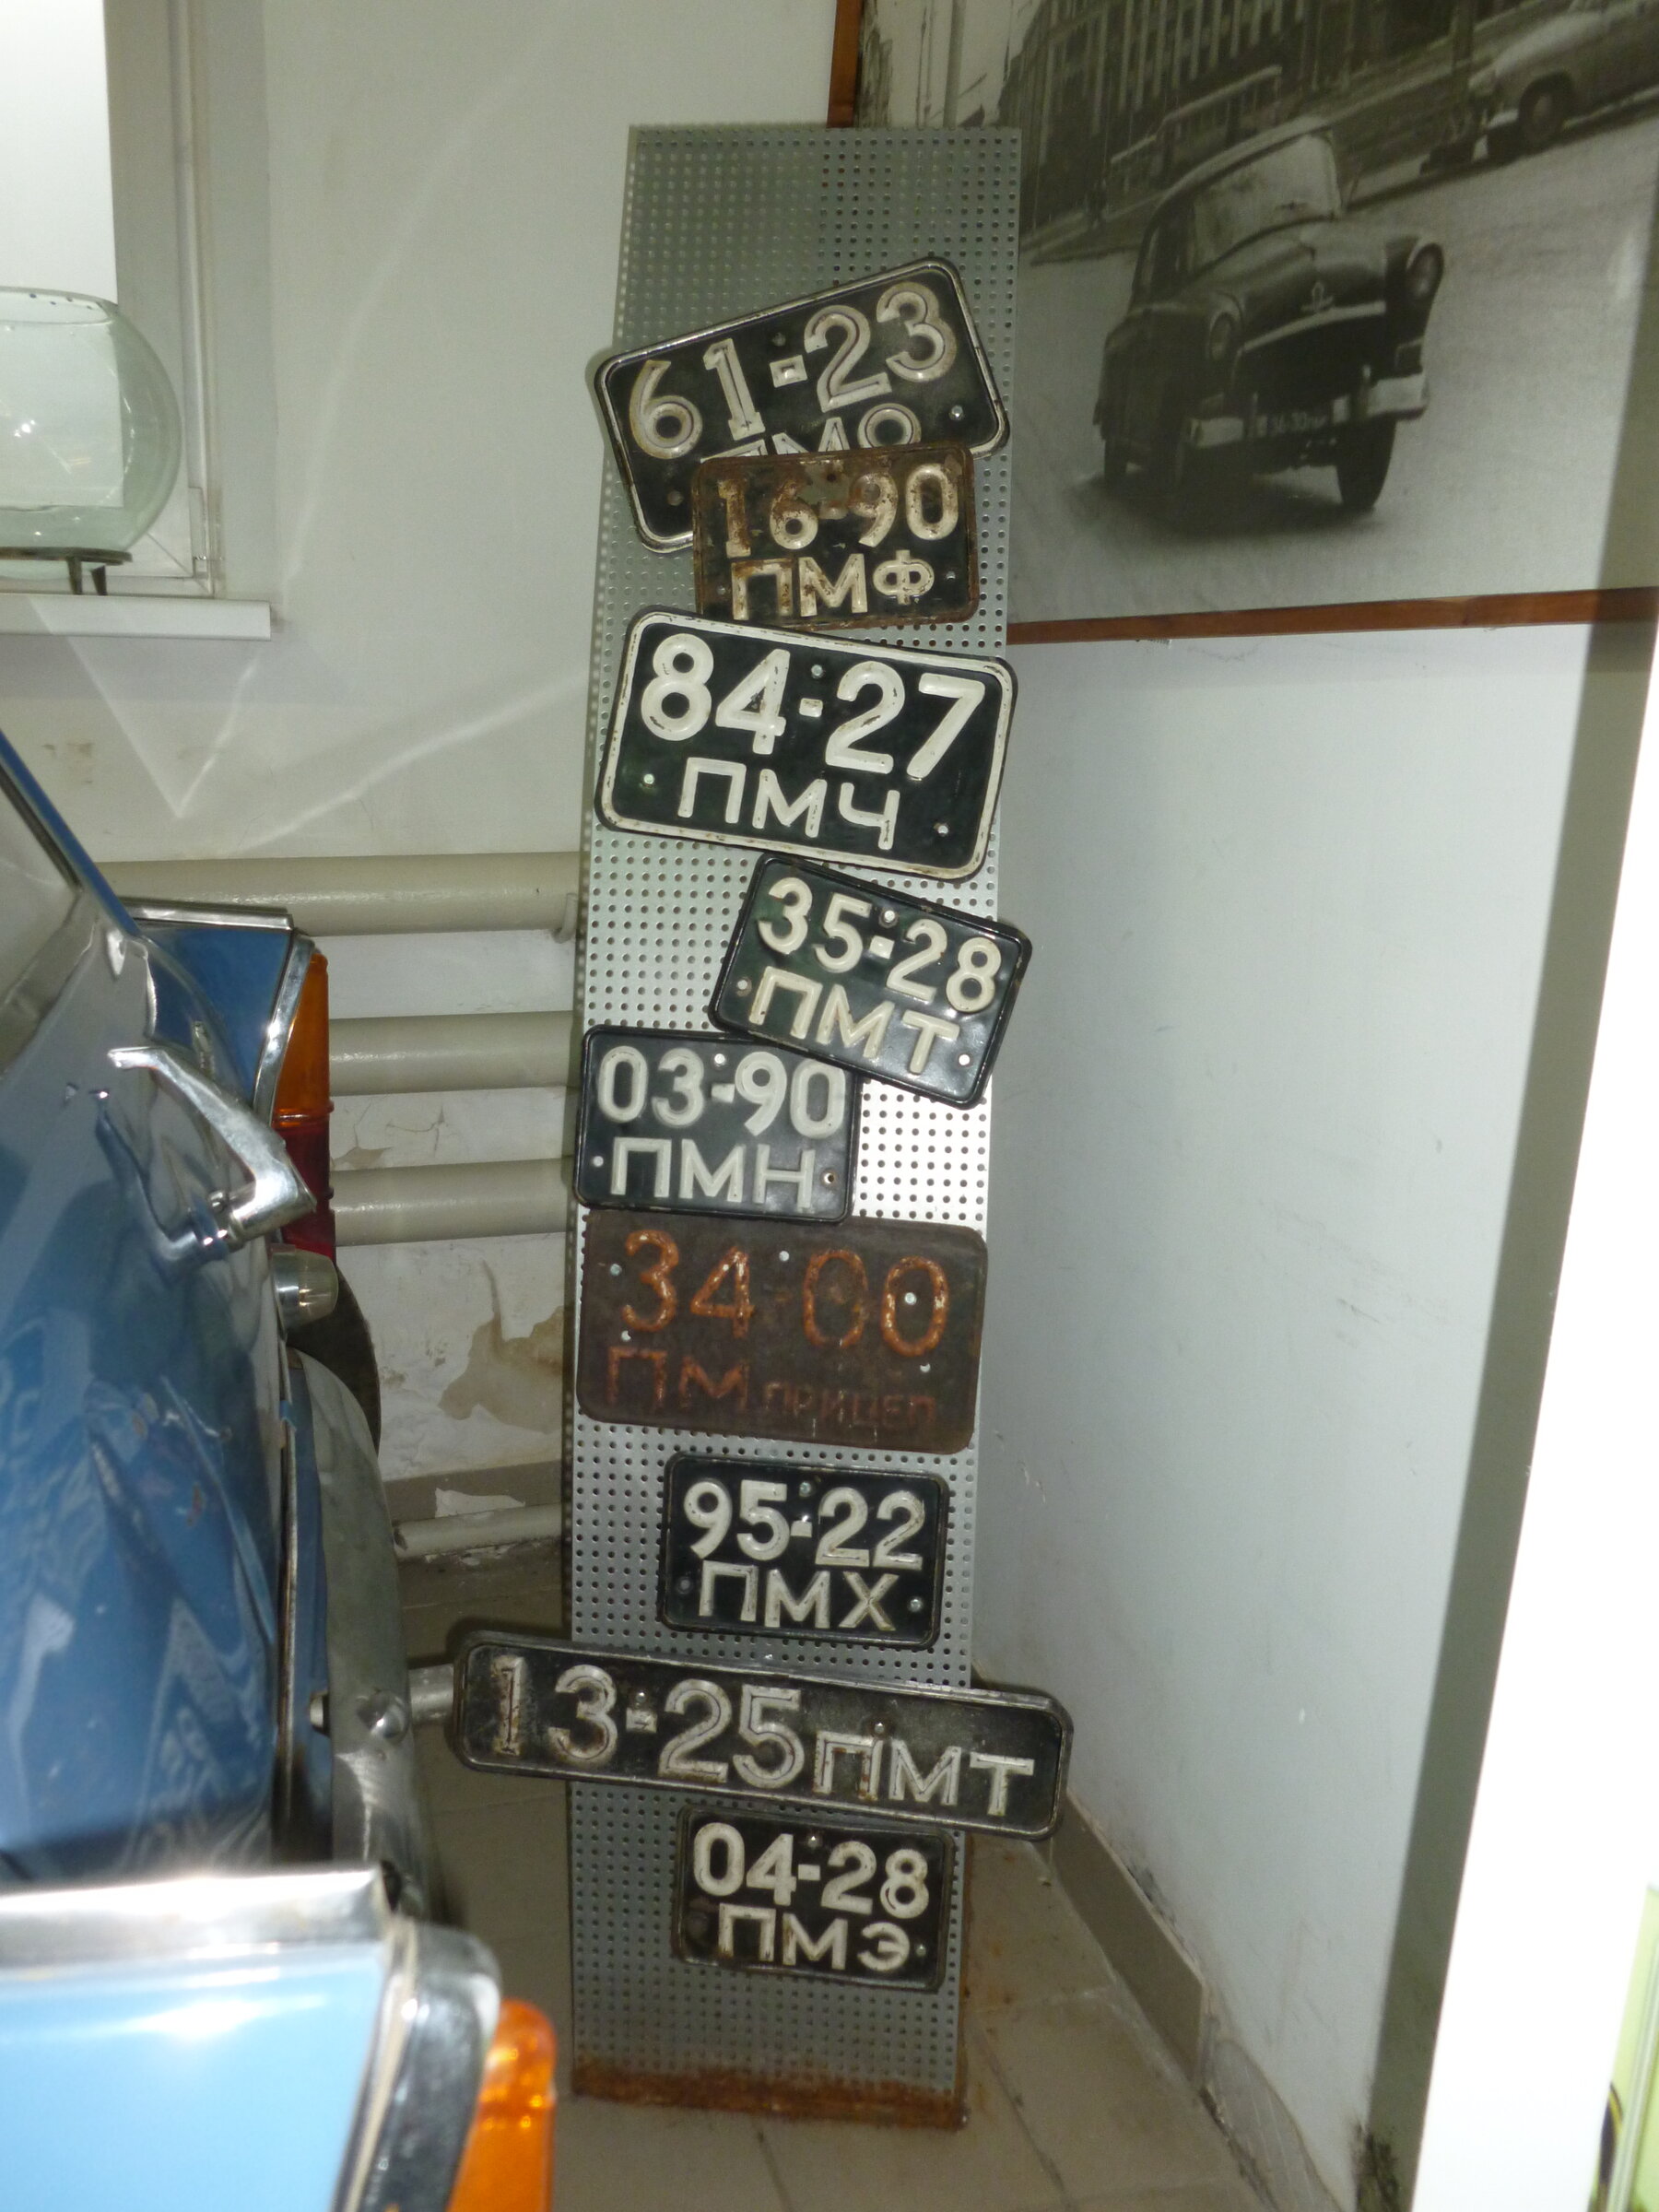 61-23
ПМО
16-90
ПМФ
84-27
ПМЧ
35-28
ПМТ
03-90
ПМН
34-00
ПМ ПРИЦЕП
95-22
ПМХ
13-25 ПМТ
04-28
ПМЭ